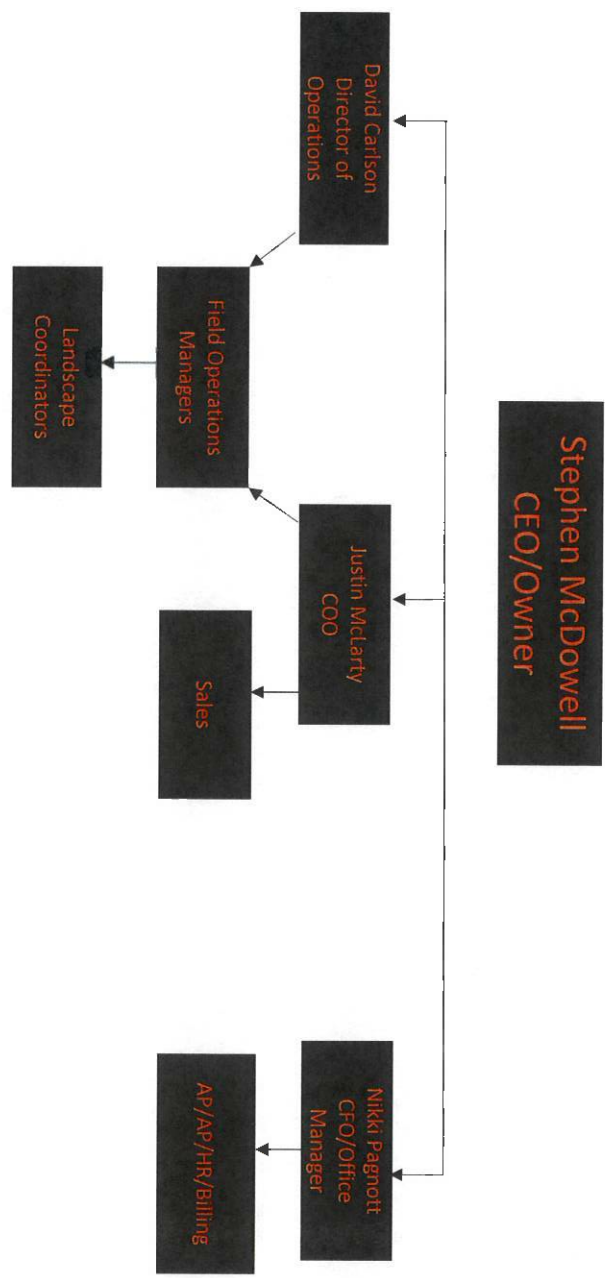 Stephen McDowell
CEO/Owner
David Carlson
Director of
Operations
Justin McLarty
COO
Nikki Pagnott
CFO/Office
Manager
Field Operations
Managers
Sales
AP/AP/HR/Billing
Landscape
Coordinators